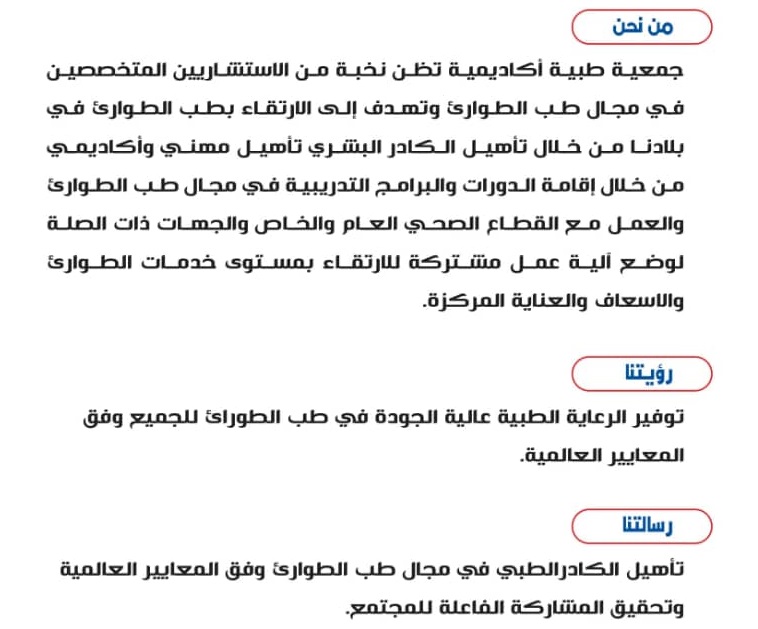 من نحن
جمعية طبية أكاديمية تظن نخبة من الاستشاريين المتخصصين
في مجال طب الطوارئ وتهدف إلى الارتقاء بطب الطوارئ في
بلادنا من خلال تأهيل الكادر البشري تأهيل مهني وأكاديمي
من خلال إقامة الدورات والبرامج التدريبية في مجال طب الطوارئ
والعمل مع القطاع الصحي العام والخاص والجهات ذات الصلة
لوضع آلية عمل مشتركة للارتقاء بمستوى خدمات الطوارئ
والاسعاف والعناية المركزة.
رؤيتنا
توفير الرعاية الطبية عالية الجودة في طب الطورائ للجميع وفق
المعايير العالمية.
رسالتنا
تأهيل الكادرالطبي في مجال طب الطوارئ وفق المعايير العالمية
وتحقيق المشاركة الفاعلة للمجتمع.